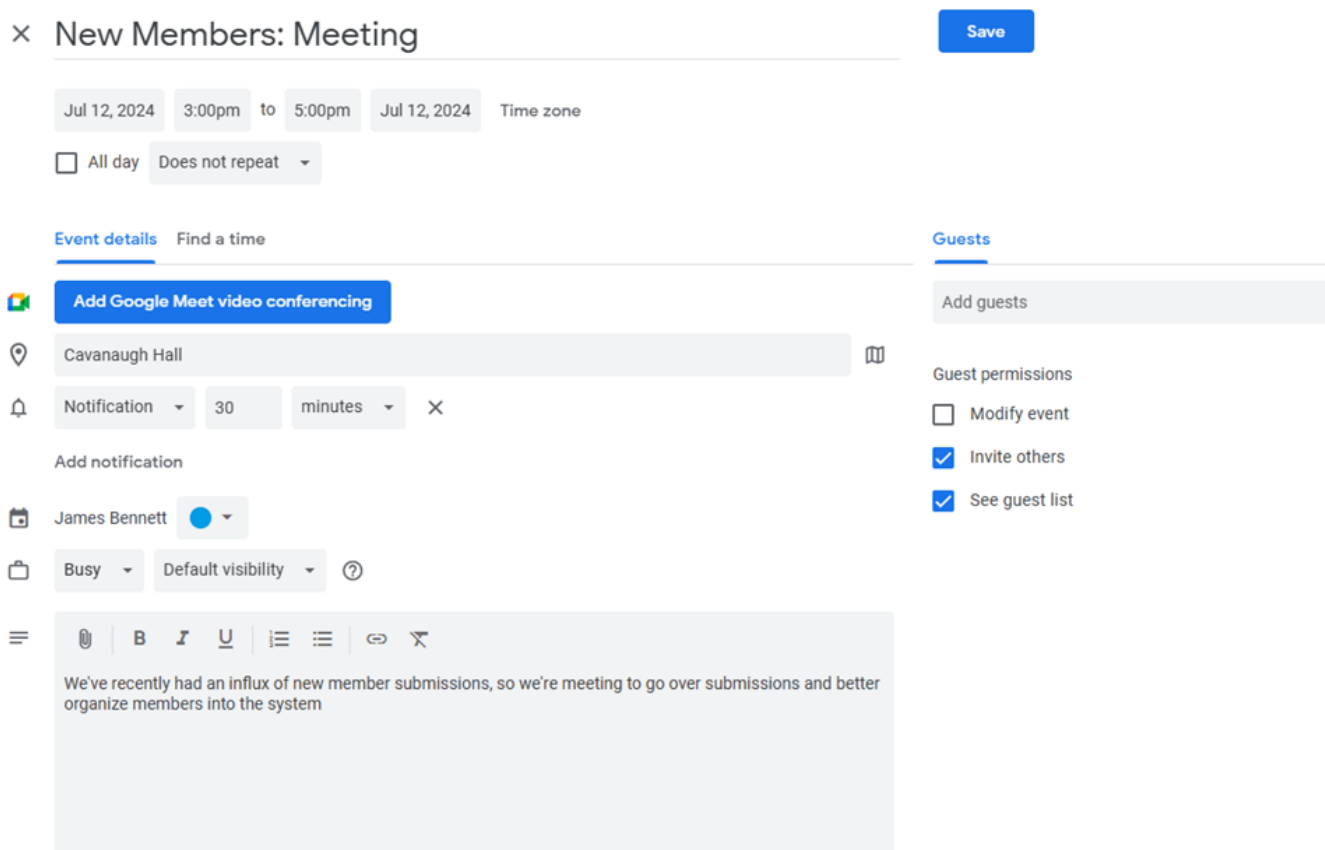 New Members: Meeting
Save
Jul 12, 2024 3:00pm to 5:00pm Jul 12, 2024 Time zone
All day Does not repeat
Event details Find a time
Guests
Add Google Meet video conferencing
Add guests
Cavanaugh Hall
Guest permissions
Notification 30 minutes
Modify event
Add notification
Invite others
See guest list
James Bennett
Busy Default visibility
B I U
We've recently had an influx of new member submissions, so we're meeting to go over submissions and better
organize members into the system